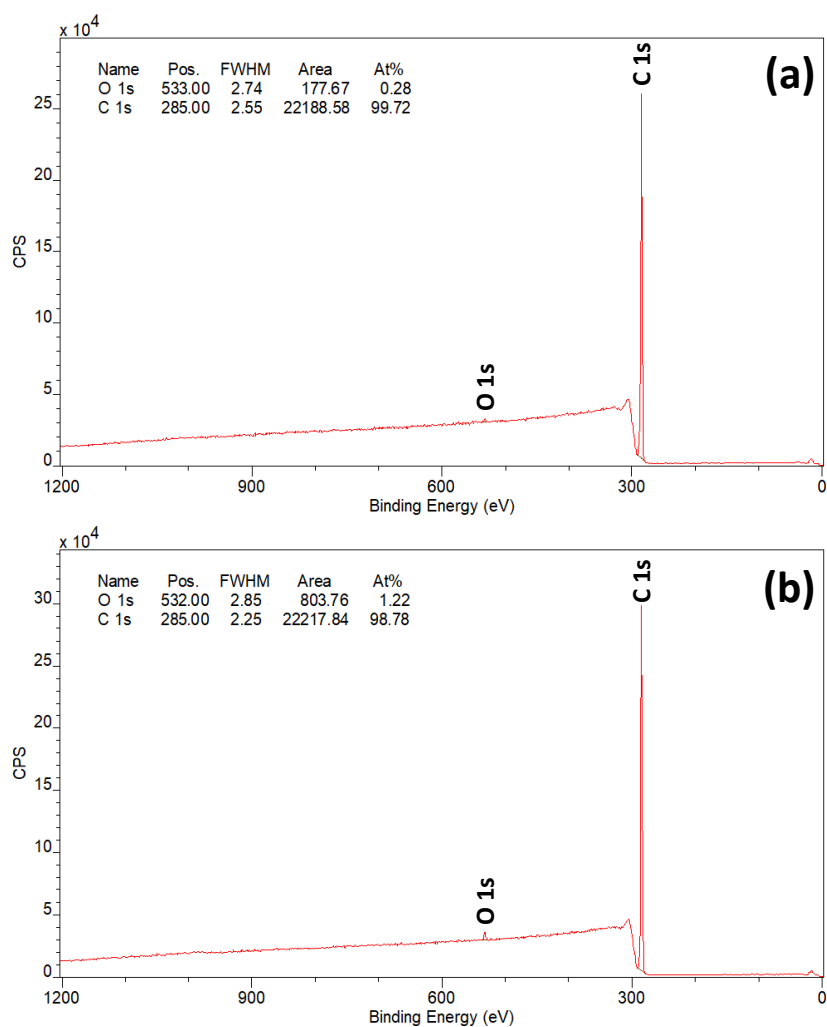 x 10⁴
(a)
C 1s
Name Pos. FWHM Area At%
O 1s 533.00 2.74 177.67 0.28
C 1s 285.00 2.55 22188.58 99.72
25
20
15
10
5
0
CPS
O 1s
1200 900 600 300 0
Binding Energy (eV)
x 10⁴
(b)
C 1s
Name Pos. FWHM Area At%
O 1s 532.00 2.85 803.76 1.22
C 1s 285.00 2.25 22217.84 98.78
30
25
20
15
10
5
0
CPS
O 1s
1200 900 600 300 0
Binding Energy (eV)